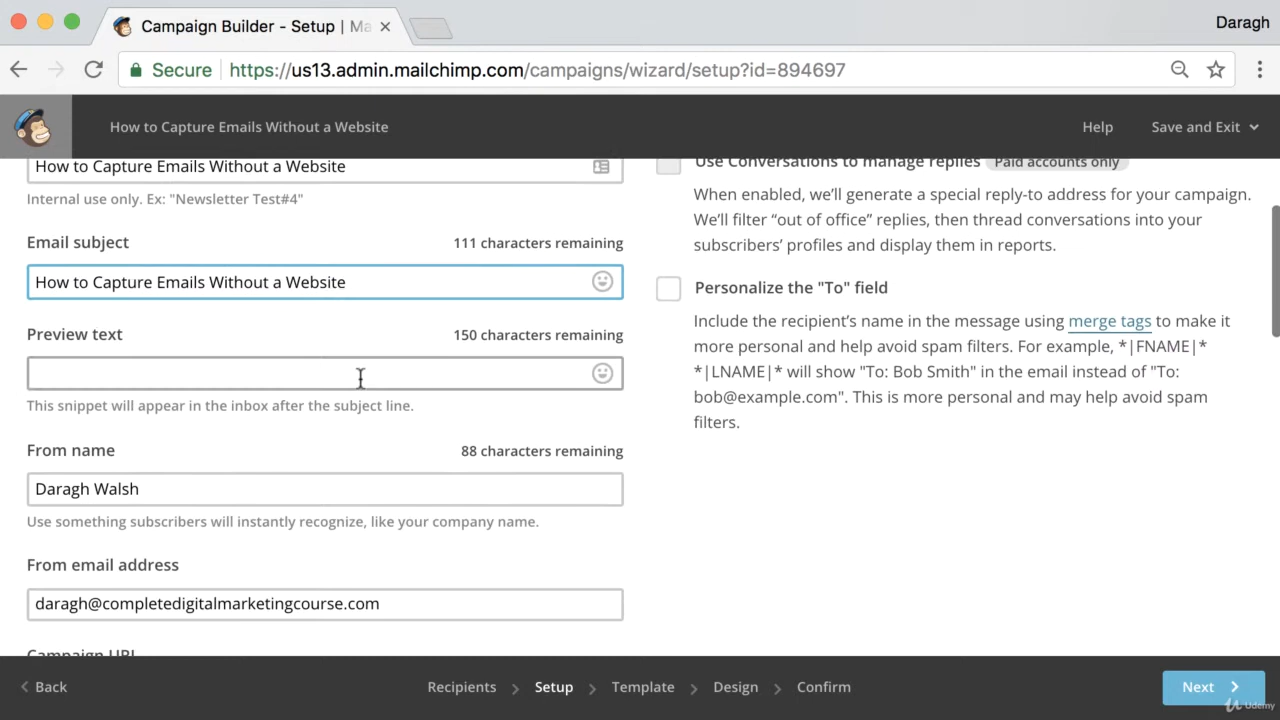 Campaign Builder - Setup | Ma
Daragh
Secure https://us13.admin.mailchimp.com/campaigns/wizard/setup?id=894697
How to Capture Emails Without a Website
Help
Save and Exit
How to Capture Emails Without a Website
Internal use only. Ex: "Newsletter Test#4"
Email subject
111 characters remaining
How to Capture Emails Without a Website
Preview text
150 characters remaining
This snippet will appear in the inbox after the subject line.
From name
88 characters remaining
Daragh Walsh
Use something subscribers will instantly recognize, like your company name.
From email address
daragh@completedigitalmarketingcourse.com
Campaign URL
Use Conversations to manage replies Paid accounts only
When enabled, we’ll generate a special reply-to address for your campaign.
We’ll filter “out of office” replies, then thread conversations into your
subscribers’ profiles and display them in reports.
Personalize the "To" field
Include the recipient’s name in the message using merge tags to make it
more personal and help avoid spam filters. For example, *|FNAME|*
*|LNAME|* will show "To: Bob Smith" in the email instead of "To:
bob@example.com". This is more personal and may help avoid spam
filters.
Back
Recipients
Setup
Template
Design
Confirm
Next
Udemy